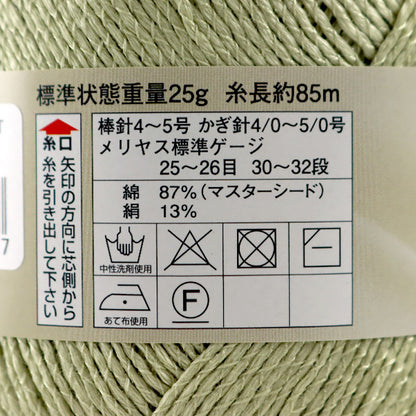 標準状態重量25g 糸長約85m
糸口
矢印の方向に芯側から
糸を引き出して下さい
棒針4〜5号 かぎ針4/0〜5/0号
メリヤス標準ゲージ
25〜26目 30〜32段
綿 87%(マスターシード)
絹 13%
中性洗剤使用
あて布使用
F
T
7